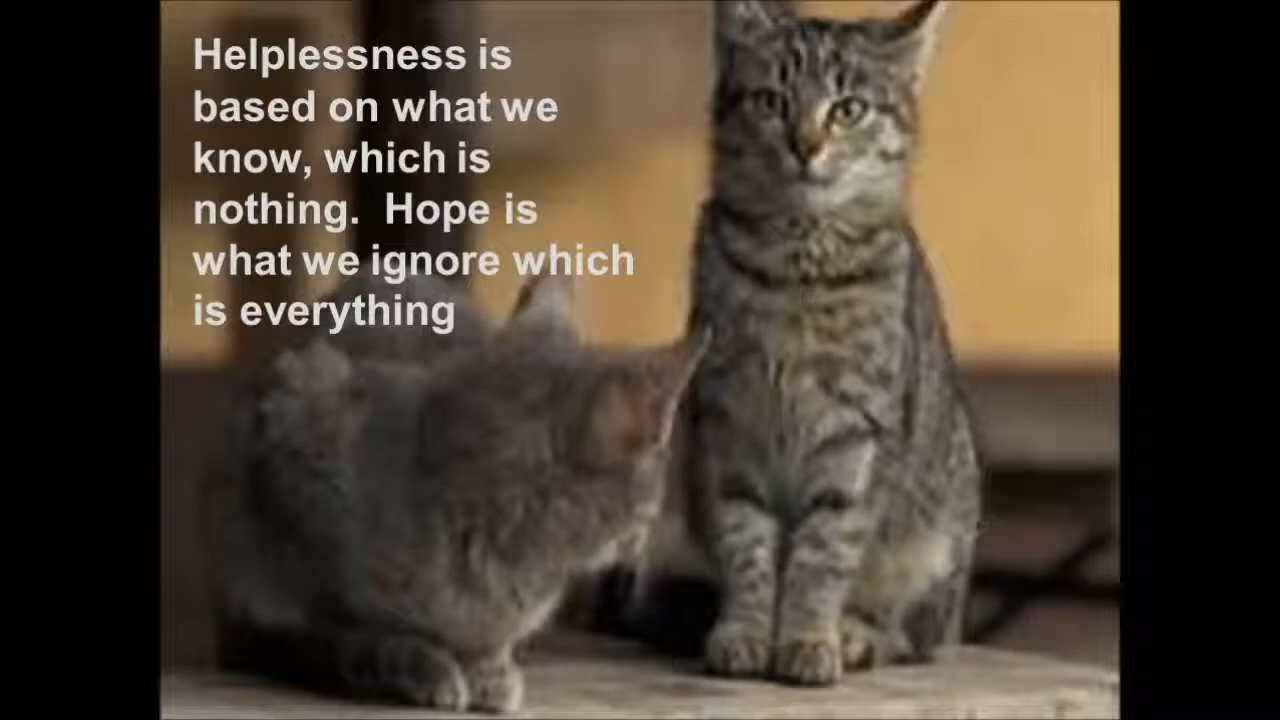 Helplessness is
based on what we
know, which is
nothing.  Hope is
what we ignore which
is everything